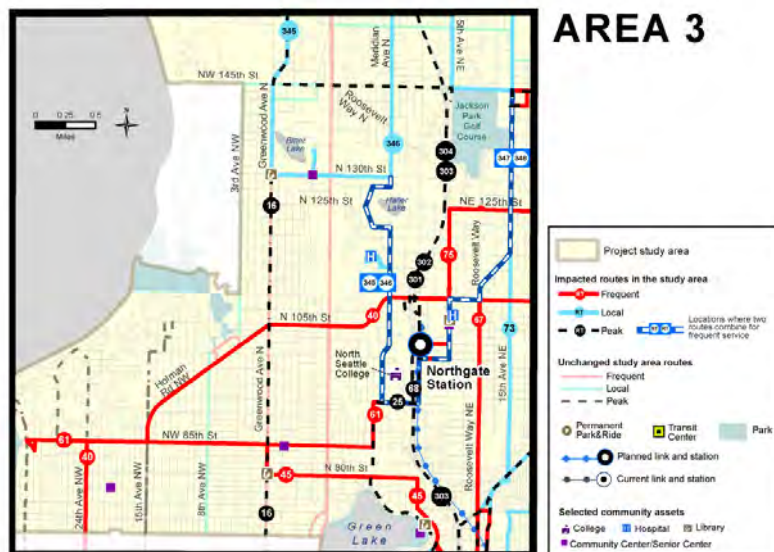 AREA 3
345
Meridian
Ave N
5th Ave NE
NW 145th St
Roosevelt
Way N
Jackson
Park
Golf
Course
0 0.25 0.5
Miles
N
Greenwood Ave N
Bitter
Lake
3rd Ave NW
346
304
303
347 348
N 130th St
N 125th St
Haller
Lake
NE 125th St
16
H
302
301
75
Roosevelt Way
345 346
N 105th St
40
H
67
73
15th Ave NE
Holman
Rd NW
Greenwood Ave N
North
Seattle
College
Northgate
Station
68
25
61
NW 85th St
61
40
45
N 80th St
Roosevelt Way NE
24th Ave NW
15th Ave NW
8th Ave NW
16
45
303
Green
Lake
Project study area
Impacted routes in the study area
RT Frequent
RT Local
RT Peak
RT RT Locations where two
routes combine for
frequent service
Unchanged study area routes
Frequent
Local
Peak
Permanent
Park&Ride
Transit
Center
Park
Planned link and station
Current link and station
Selected community assets
College
H Hospital
Library
Community Center/Senior Center